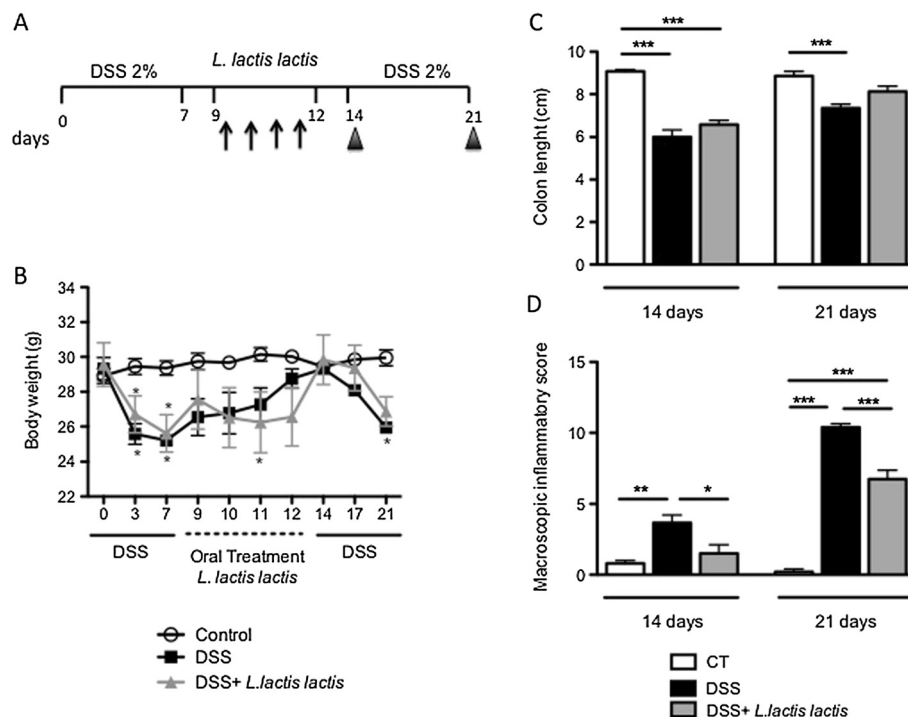 A
L. lactis lactis
DSS 2% DSS 2%
0 7 9 12 14 21
days
B
Body weight (g)
34
32
30
28
26
24
22
* * * * * *
0 3 7 9 10 11 12 14 17 21
DSS Oral Treatment DSS
L. lactis lactis
Control
DSS
DSS+ L.lactis lactis
C
Colon lenght (cm)
10
8
6
4
2
0
***
*** ***
14 days 21 days
D
Macroscopic inflammatory score
15
10
5
0
***
*** ***
** *
14 days 21 days
CT
DSS
DSS+ L.lactis lactis